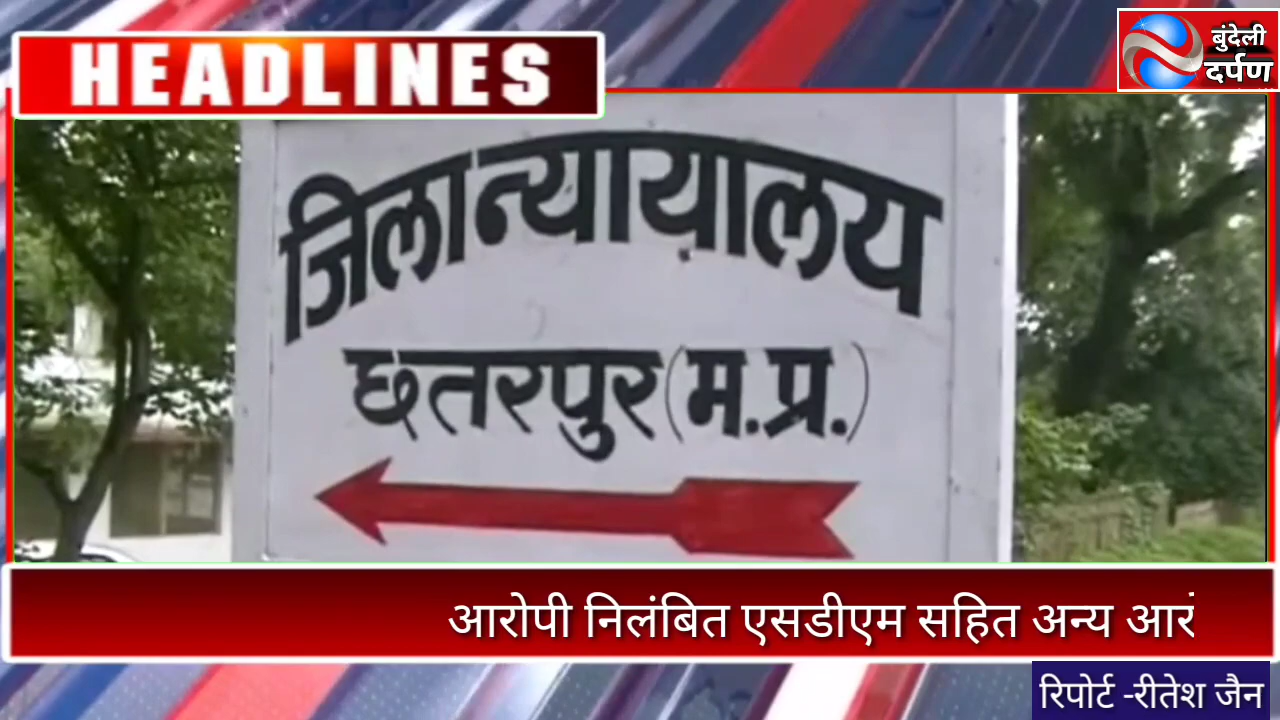 HEADLINES
बुंदेली
दर्पण
जिला न्यायालय
छतरपुर (म.प्र.)
आरोपी निलंबित एसडीएम सहित अन्य
रिपोर्ट -रीतेश जैन